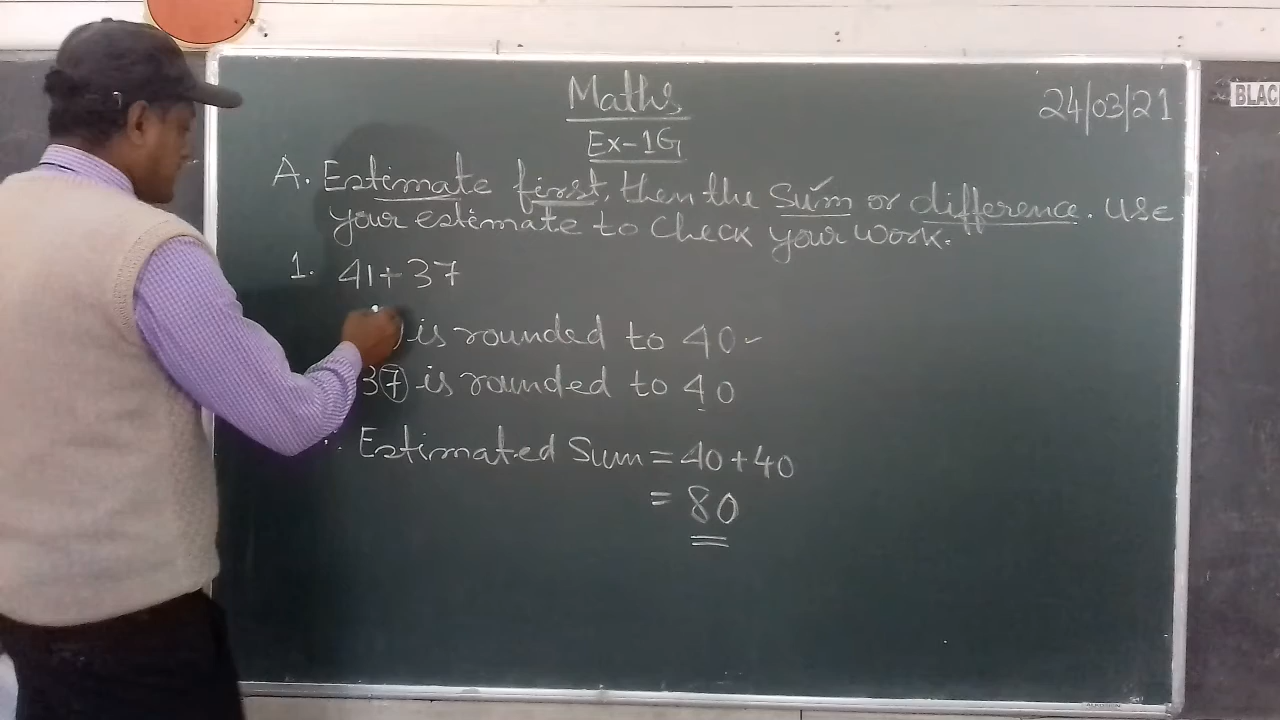 Maths
24/03/21
BLAC
Ex-1G
A. Estimate first, then the Sum or difference. Use
your estimate to Check your work.
1. 41+37
is rounded to 40
37 is rounded to 40
∴ Estimated Sum = 40+40
= 80